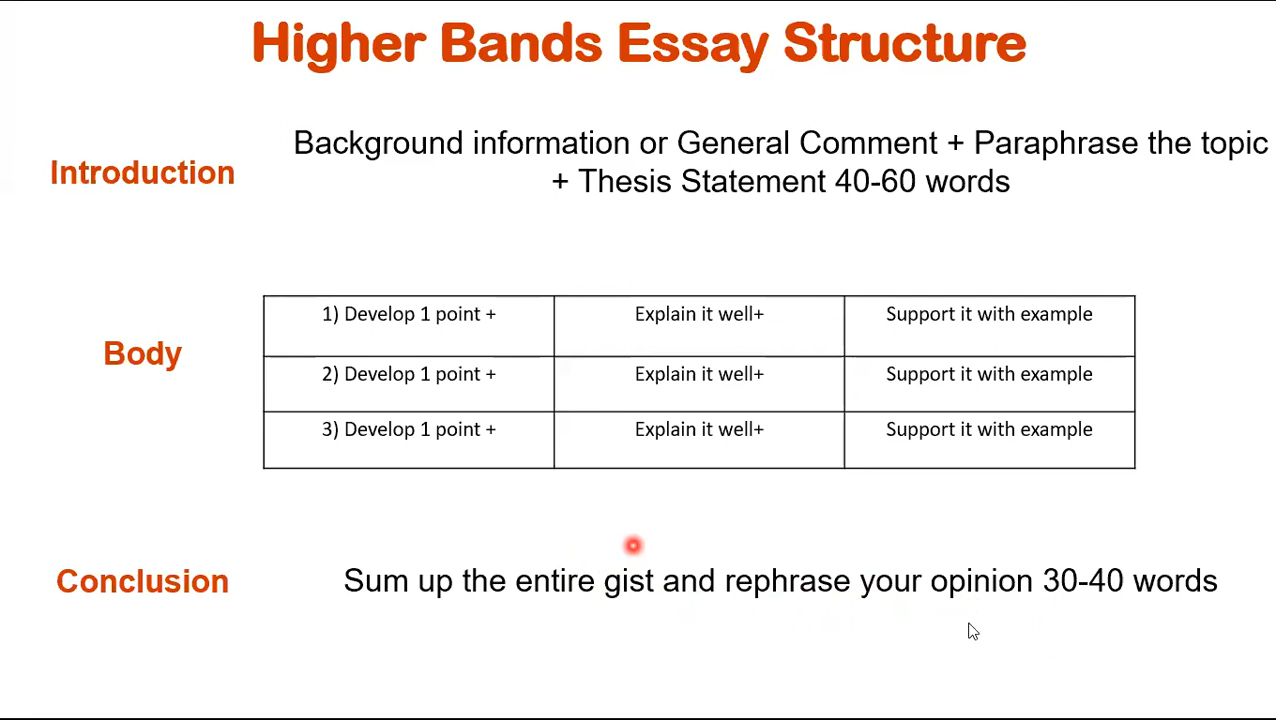 Higher Bands Essay Structure
Background information or General Comment + Paraphrase the topic
Introduction
+ Thesis Statement 40-60 words
1) Develop 1 point +
Explain it well+
Support it with example
Body
2) Develop 1 point +
Explain it well+
Support it with example
3) Develop 1 point +
Explain it well+
Support it with example
Conclusion
Sum up the entire gist and rephrase your opinion 30-40 words